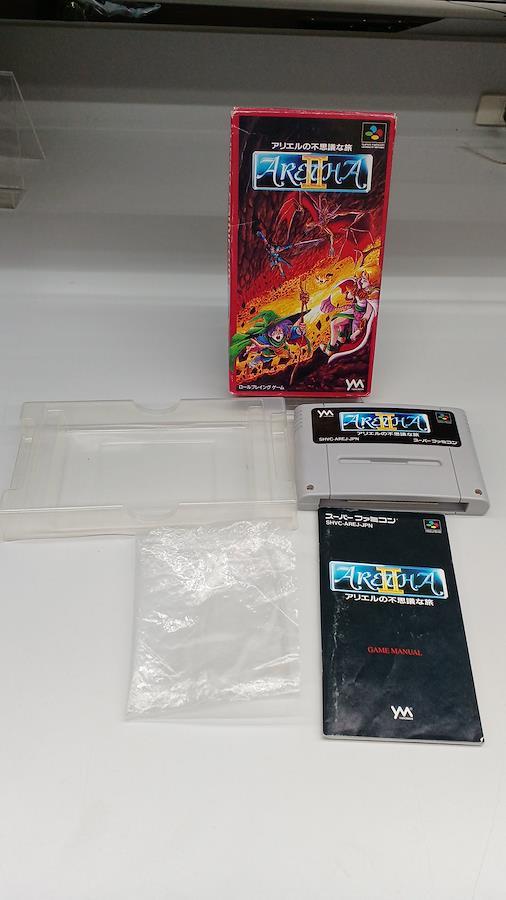 アリエルの不思議な旅
ARETHA
II
ロールプレイング ゲーム
YM
YM
ARETHA
II
アリエルの不思議な旅
SHVC-AREJ-JPN
スーパーファミコン
スーパーファミコン
SHVC-AREJ-JPN
ARETHA
II
アリエルの不思議な旅
GAME MANUAL
YM